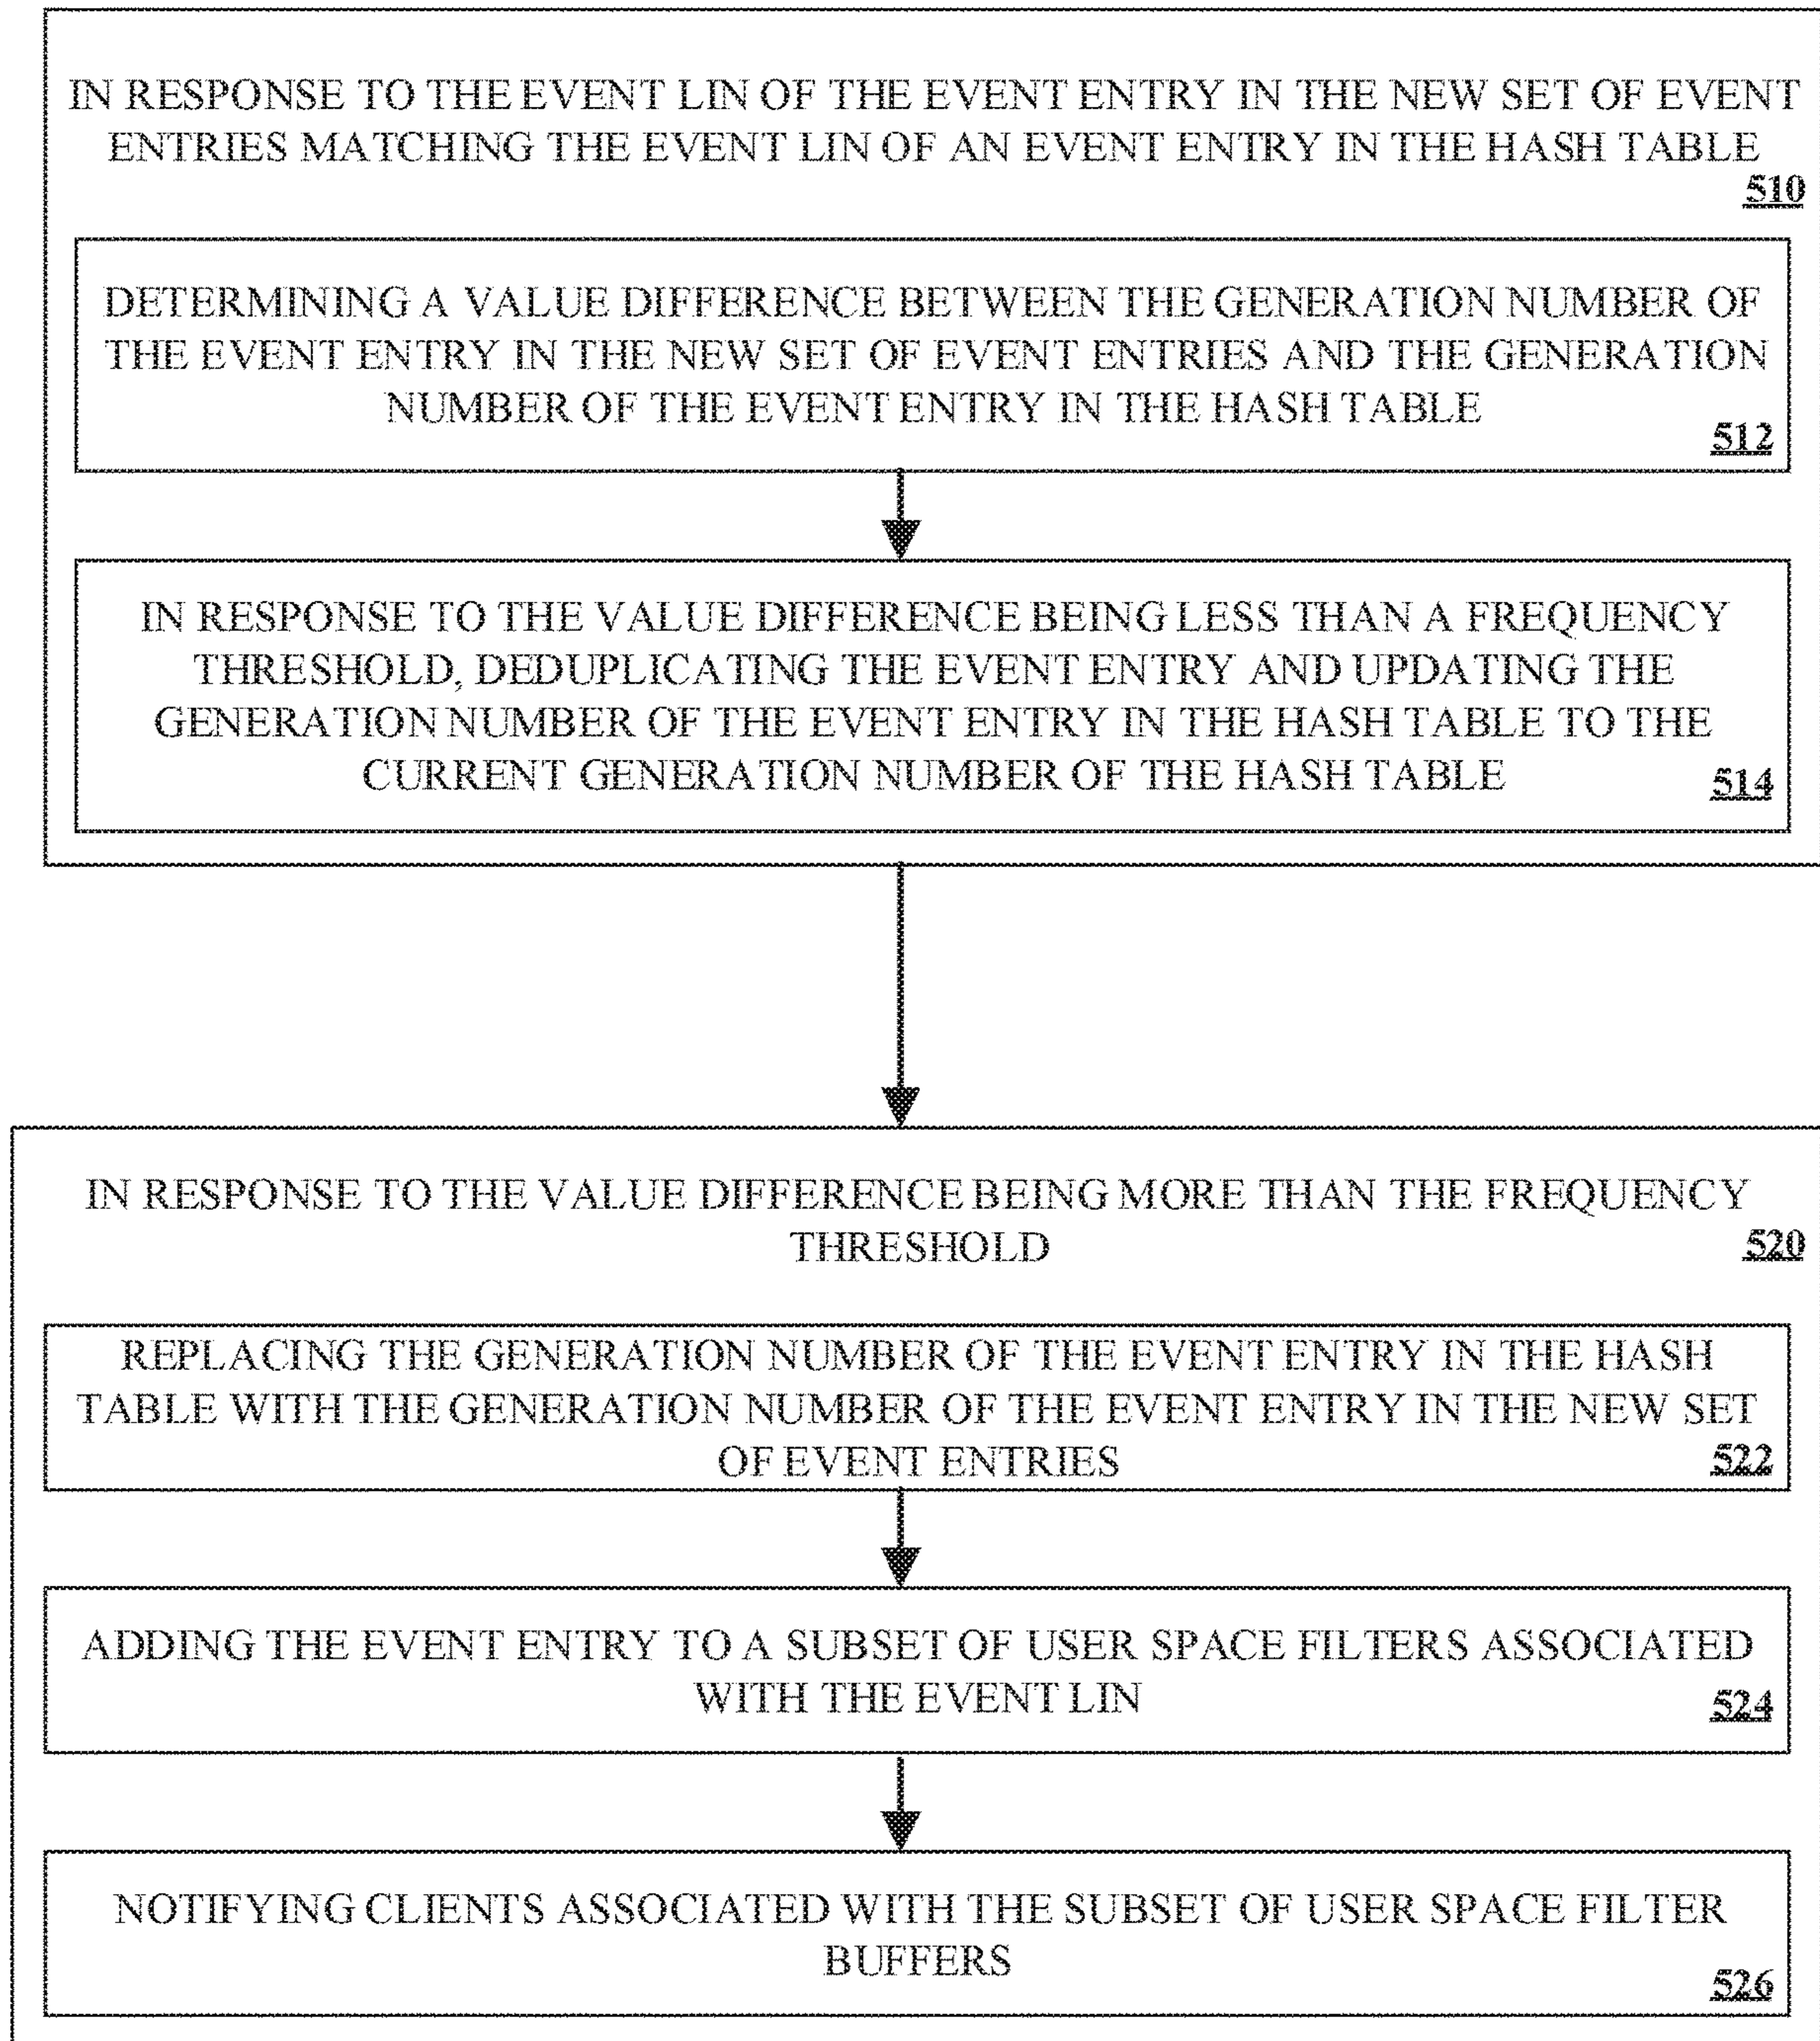 IN RESPONSE TO THE EVENT LIN OF THE EVENT ENTRY IN THE NEW SET OF EVENT
ENTRIES MATCHING THE EVENT LIN OF AN EVENT ENTRY IN THE HASH TABLE
510
DETERMINING A VALUE DIFFERENCE BETWEEN THE GENERATION NUMBER OF
THE EVENT ENTRY IN THE NEW SET OF EVENT ENTRIES AND THE GENERATION
NUMBER OF THE EVENT ENTRY IN THE HASH TABLE
512
IN RESPONSE TO THE VALUE DIFFERENCE BEING LESS THAN A FREQUENCY
THRESHOLD, DEDUPLICATING THE EVENT ENTRY AND UPDATING THE
GENERATION NUMBER OF THE EVENT ENTRY IN THE HASH TABLE TO THE
CURRENT GENERATION NUMBER OF THE HASH TABLE
514
IN RESPONSE TO THE VALUE DIFFERENCE BEING MORE THAN THE FREQUENCY
THRESHOLD
520
REPLACING THE GENERATION NUMBER OF THE EVENT ENTRY IN THE HASH
TABLE WITH THE GENERATION NUMBER OF THE EVENT ENTRY IN THE NEW SET
OF EVENT ENTRIES
522
ADDING THE EVENT ENTRY TO A SUBSET OF USER SPACE FILTERS ASSOCIATED
WITH THE EVENT LIN
524
NOTIFYING CLIENTS ASSOCIATED WITH THE SUBSET OF USER SPACE FILTER
BUFFERS
526